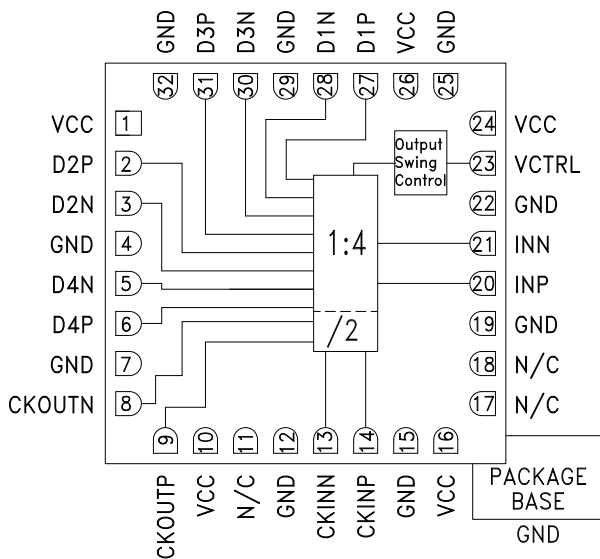 GND
D3P
D3N
GND
D1N
D1P
VCC
GND
32
31
30
29
28
27
26
25
VCC
1
D2P
2
D2N
3
GND
4
D4N
5
D4P
6
GND
7
CKOUTN
8
Output
Swing
Control
1:4
/2
24
VCC
23
VCTRL
22
GND
21
INN
20
INP
19
GND
18
N/C
17
N/C
9
10
11
12
13
14
15
16
CKOUTP
VCC
N/C
GND
CKINN
CKINP
GND
VCC
PACKAGE
BASE
GND